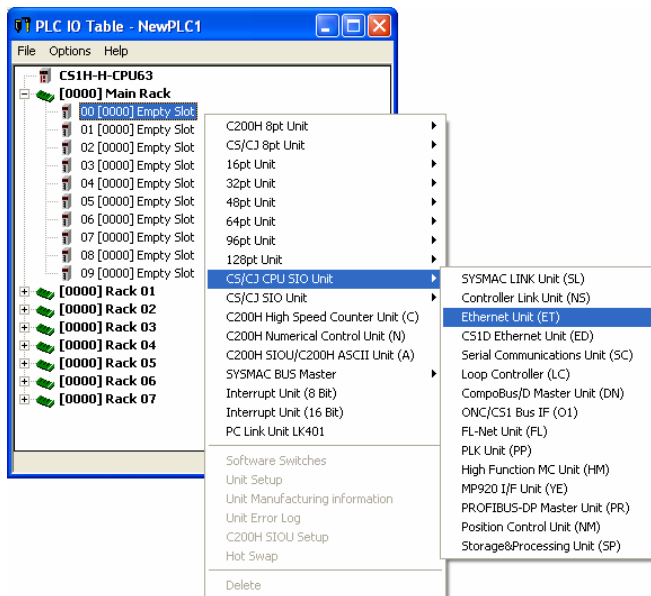 PLC IO Table - NewPLC1
File Options Help
CS1H-H-CPU63
[0000] Main Rack
00 [0000] Empty Slot
01 [0000] Empty Slot
02 [0000] Empty Slot
03 [0000] Empty Slot
04 [0000] Empty Slot
05 [0000] Empty Slot
06 [0000] Empty Slot
07 [0000] Empty Slot
08 [0000] Empty Slot
09 [0000] Empty Slot
[0000] Rack 01
[0000] Rack 02
[0000] Rack 03
[0000] Rack 04
[0000] Rack 05
[0000] Rack 06
[0000] Rack 07
C200H 8pt Unit
CS/CJ 8pt Unit
16pt Unit
32pt Unit
48pt Unit
64pt Unit
96pt Unit
128pt Unit
CS/CJ CPU SIO Unit
CS/CJ SIO Unit
C200H High Speed Counter Unit (C)
C200H Numerical Control Unit (N)
C200H SIOU/C200H ASCII Unit (A)
SYSMAC BUS Master
Interrupt Unit (8 Bit)
Interrupt Unit (16 Bit)
PC Link Unit LK401
Software Switches
Unit Setup
Unit Manufacturing information
Unit Error Log
C200H SIOU Setup
Hot Swap
Delete
SYSMAC LINK Unit (SL)
Controller Link Unit (NS)
Ethernet Unit (ET)
CS1D Ethernet Unit (ED)
Serial Communications Unit (SC)
Loop Controller (LC)
CompoBus/D Master Unit (DN)
ONC/CS1 Bus IF (O1)
FL-Net Unit (FL)
PLK Unit (PP)
High Function MC Unit (HM)
MP920 I/F Unit (YE)
PROFIBUS-DP Master Unit (PR)
Position Control Unit (NM)
Storage&Processing Unit (SP)